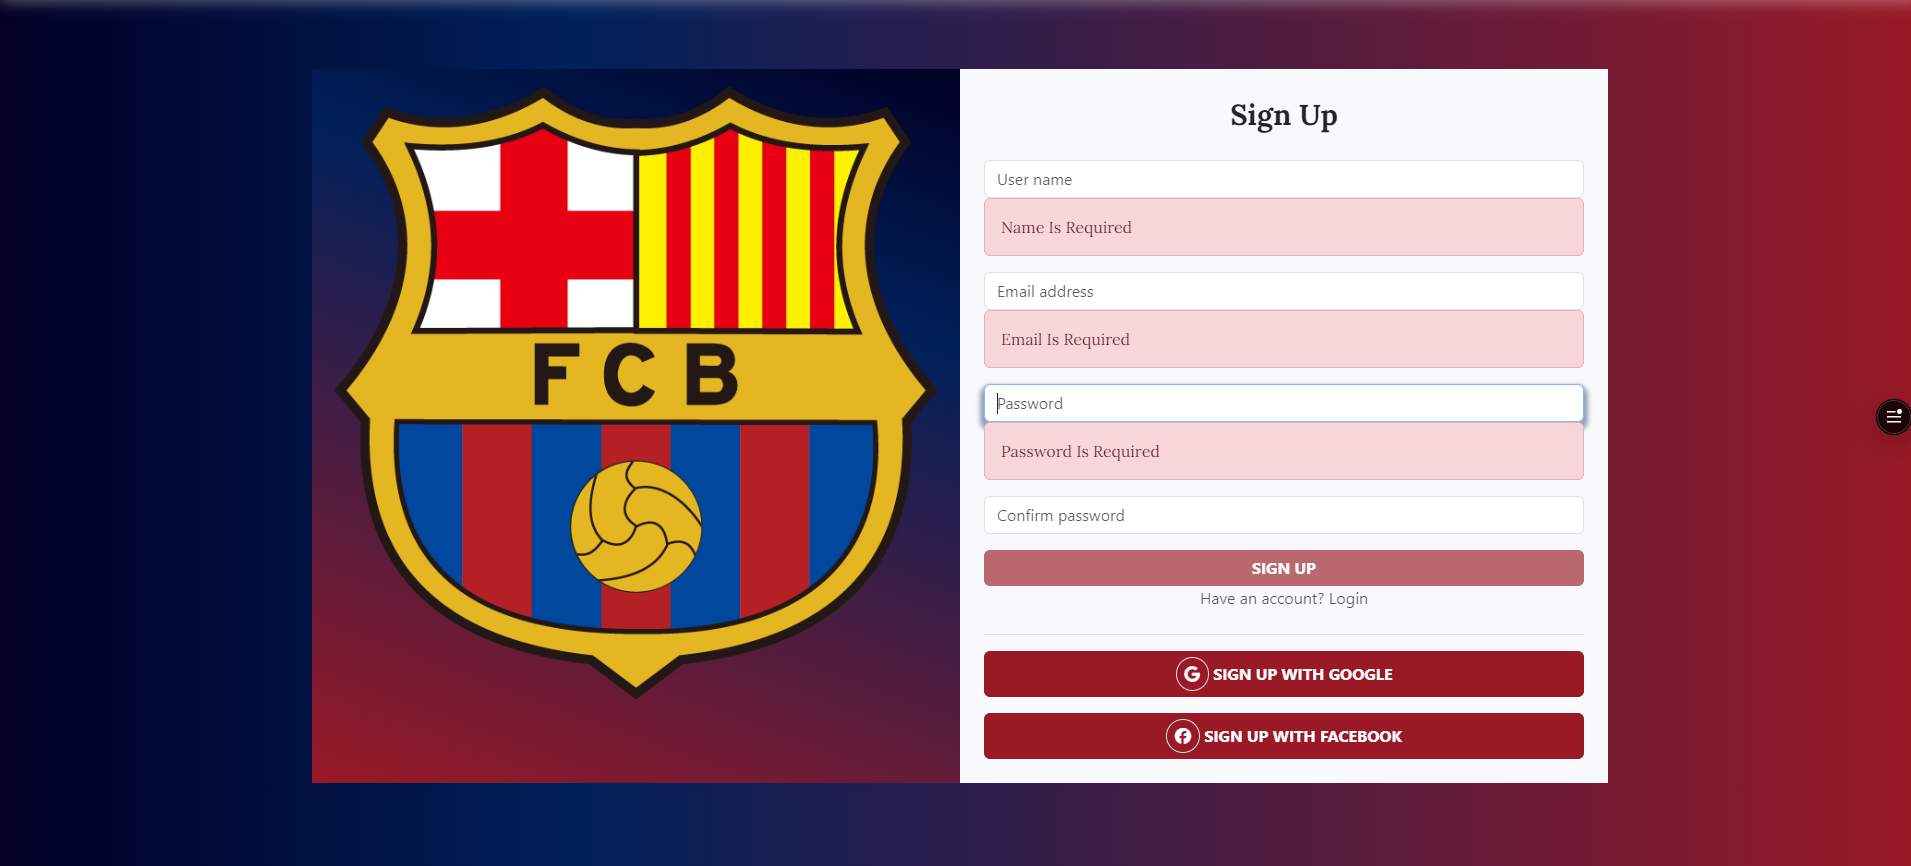 FCB
Sign Up
User name
Name Is Required
Email address
Email Is Required
Password
Password Is Required
Confirm password
SIGN UP
Have an account? Login
G SIGN UP WITH GOOGLE
SIGN UP WITH FACEBOOK